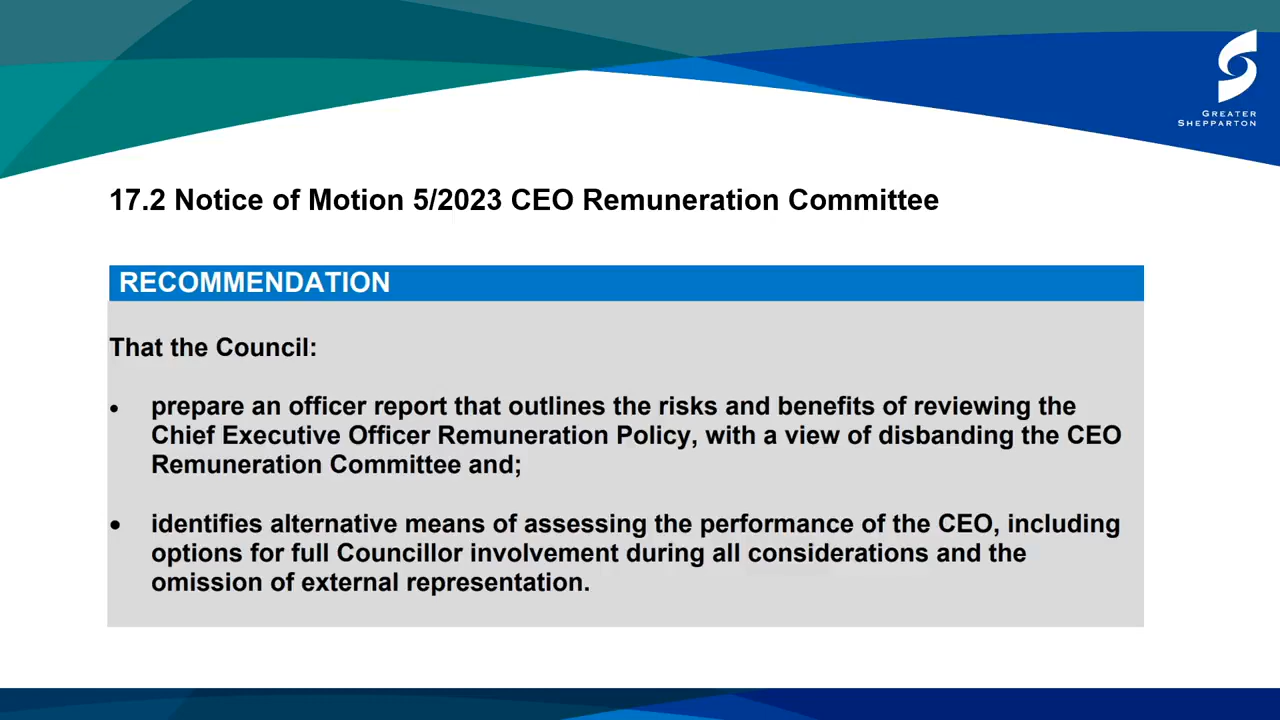 GREATER
SHEPPARTON
17.2 Notice of Motion 5/2023 CEO Remuneration Committee
RECOMMENDATION
That the Council:
• prepare an officer report that outlines the risks and benefits of reviewing the
Chief Executive Officer Remuneration Policy, with a view of disbanding the CEO
Remuneration Committee and;
• identifies alternative means of assessing the performance of the CEO, including
options for full Councillor involvement during all considerations and the
omission of external representation.